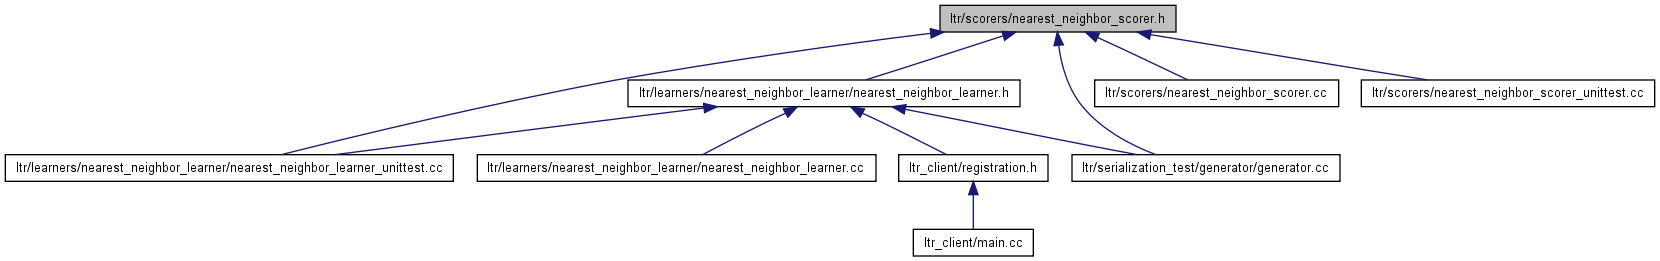 ltr/scorers/nearest_neighbor_scorer.h
ltr/learners/nearest_neighbor_learner/nearest_neighbor_learner.h
ltr/scorers/nearest_neighbor_scorer.cc
ltr/scorers/nearest_neighbor_scorer_unittest.cc
ltr/learners/nearest_neighbor_learner/nearest_neighbor_learner_unittest.cc
ltr/learners/nearest_neighbor_learner/nearest_neighbor_learner.cc
ltr_client/registration.h
ltr/serialization_test/generator/generator.cc
ltr_client/main.cc